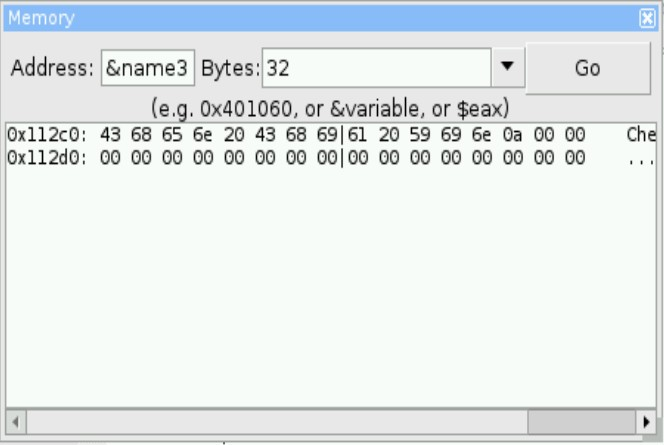 Memory
Address: &name3 Bytes: 32 Go
(e.g. 0x401060, or &variable, or $eax)
0x112c0: 43 68 65 6e 20 43 68 69|61 20 59 69 6e 0a 00 00 Che
0x112d0: 00 00 00 00 00 00 00 00|00 00 00 00 00 00 00 00 ...